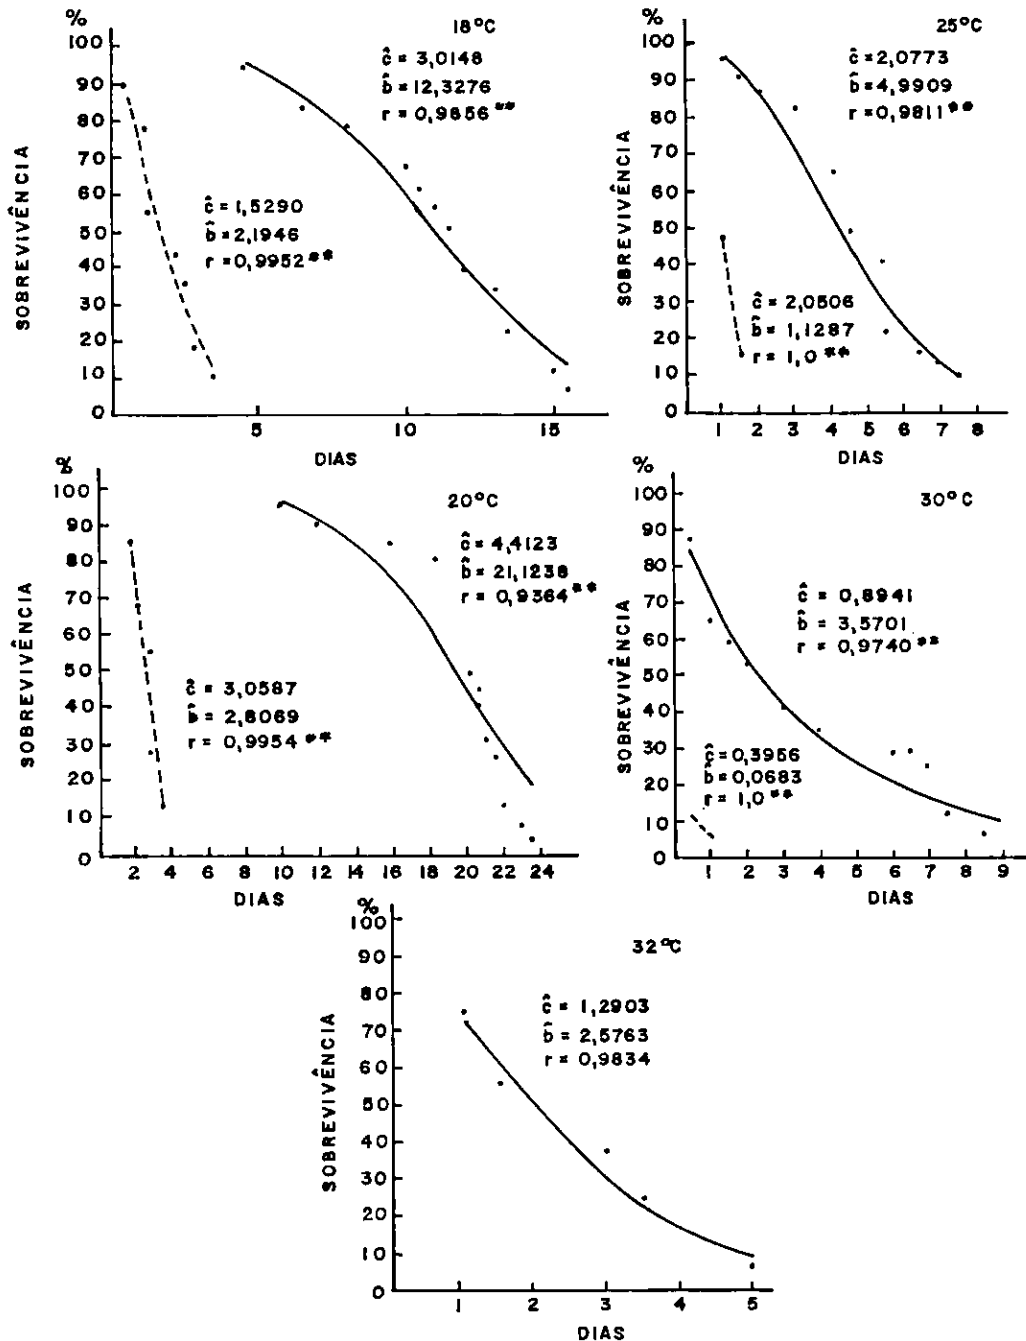 %
18°C
100
90
80
70
60
50
40
30
20
10
0
SOBREVIVÊNCIA
ĉ = 3,0148
b̂ = 12,3276
r = 0,9856**
ĉ = 1,5290
b̂ = 2,1946
r = 0,9952**
5 10 15
DIAS
%
25°C
100
90
80
70
60
50
40
30
20
10
0
SOBREVIVÊNCIA
ĉ = 2,0773
b̂ = 4,9909
r = 0,9811**
ĉ = 2,0506
b̂ = 1,1287
r = 1,0**
1 2 3 4 5 6 7 8
DIAS
%
20°C
100
90
80
70
60
50
40
30
20
10
0
SOBREVIVÊNCIA
ĉ = 4,4123
b̂ = 21,1238
r = 0,9364**
ĉ = 3,0587
b̂ = 2,8069
r = 0,9954**
2 4 6 8 10 12 14 16 18 20 22 24
DIAS
%
30°C
100
90
80
70
60
50
40
30
20
10
0
SOBREVIVÊNCIA
ĉ = 0,8941
b̂ = 3,5701
r = 0,9740**
ĉ = 0,3956
b̂ = 0,0683
r = 1,0**
1 2 3 4 5 6 7 8 9
DIAS
%
32°C
100
90
80
70
60
50
40
30
20
10
0
SOBREVIVÊNCIA
ĉ = 1,2903
b̂ = 2,5763
r = 0,9834
1 2 3 4 5
DIAS